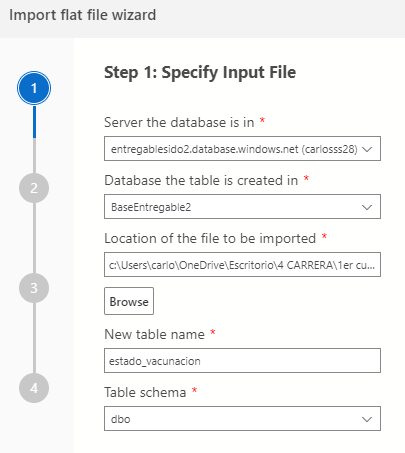 Import flat file wizard
Step 1: Specify Input File
1
Server the database is in *
entregablesido2.database.windows.net (carlosss28)
2
Database the table is created in *
BaseEntregable2
Location of the file to be imported *
c:\Users\carlo\OneDrive\Escritorio\4 CARRERA\1er cu...
3
Browse
New table name *
estado_vacunacion
4
Table schema *
dbo